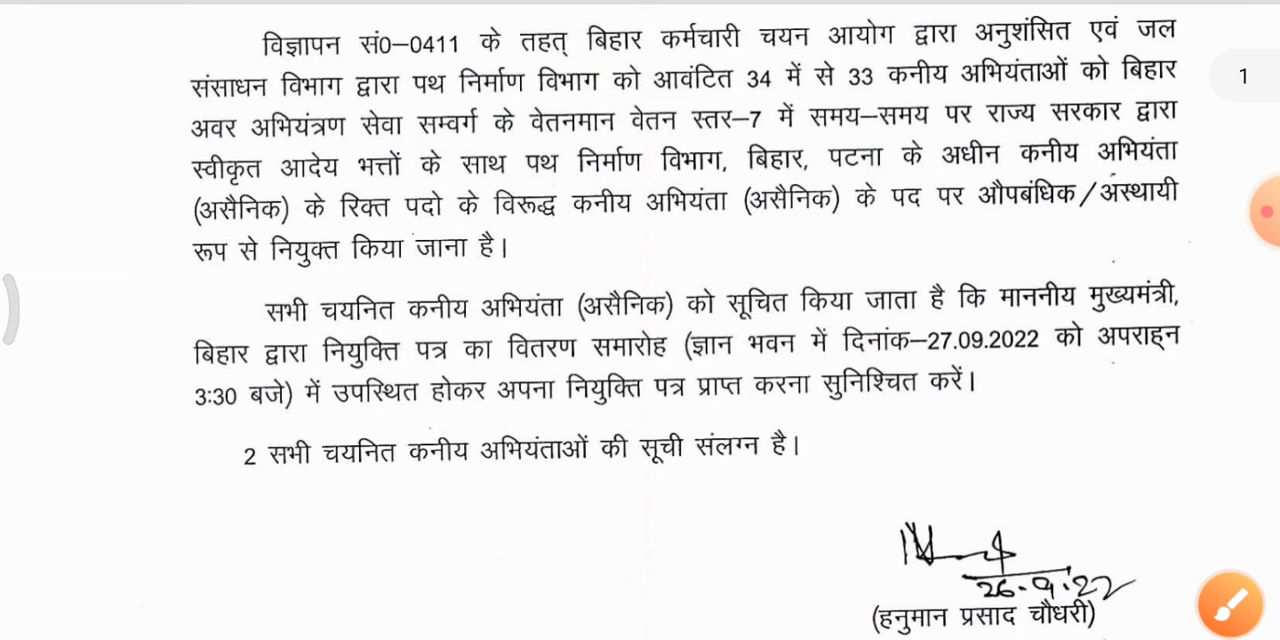 विज्ञापन सं0–0411 के तहत् बिहार कर्मचारी चयन आयोग द्वारा अनुशंसित एवं जल
संसाधन विभाग द्वारा पथ निर्माण विभाग को आवंटित 34 में से 33 कनीय अभियंताओं को बिहार
अवर अभियंत्रण सेवा सम्वर्ग के वेतनमान वेतन स्तर–7 में समय–समय पर राज्य सरकार द्वारा
स्वीकृत आदेय भत्तों के साथ पथ निर्माण विभाग, बिहार, पटना के अधीन कनीय अभियंता
(असैनिक) के रिक्त पदो के विरूद्ध कनीय अभियंता (असैनिक) के पद पर औपबंधिक/अस्थायी
रूप से नियुक्त किया जाना है।
सभी चयनित कनीय अभियंता (असैनिक) को सूचित किया जाता है कि माननीय मुख्यमंत्री,
बिहार द्वारा नियुक्ति पत्र का वितरण समारोह (ज्ञान भवन में दिनांक–27.09.2022 को अपराह्न
3:30 बजे) में उपस्थित होकर अपना नियुक्ति पत्र प्राप्त करना सुनिश्चित करें।
2 सभी चयनित कनीय अभियंताओं की सूची संलग्न है।
26-9-22
(हनुमान प्रसाद चौधरी)
1